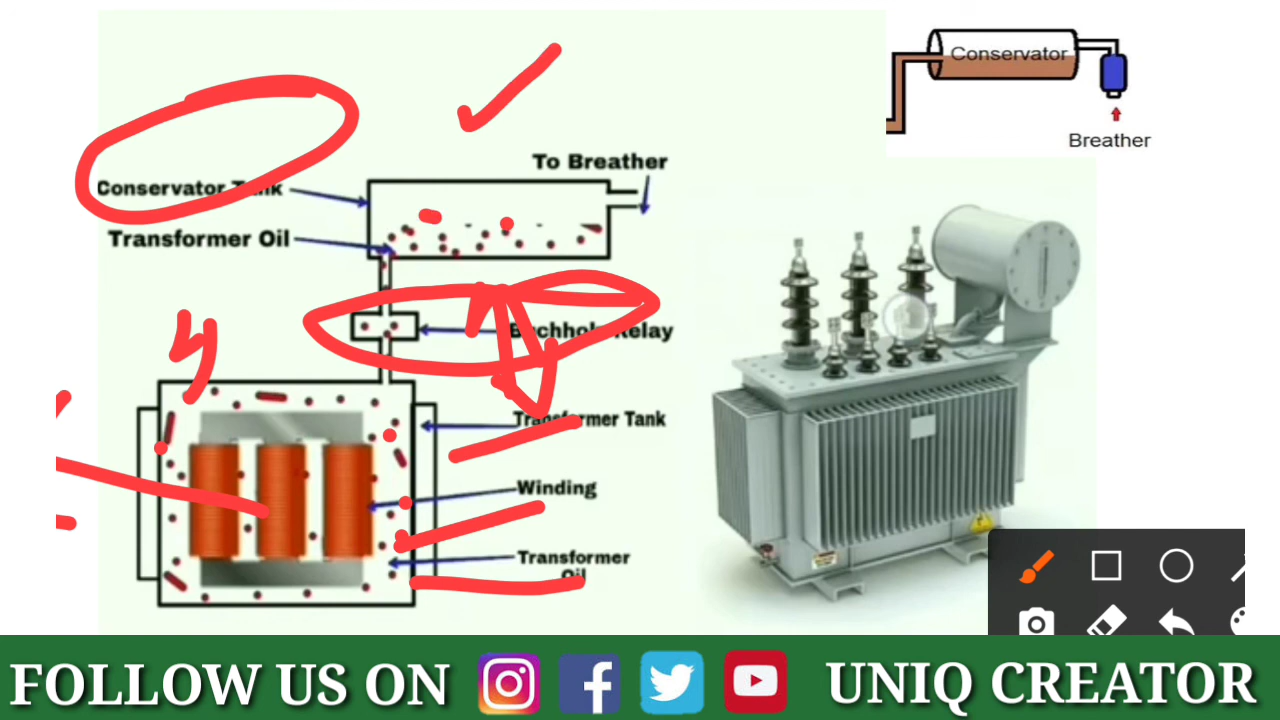 Conservator
Breather
To Breather
Conservator Tank
Transformer Oil
Buchholz Relay
Transformer Tank
Winding
Transformer
Oil
FOLLOW US ON
UNIQ CREATOR